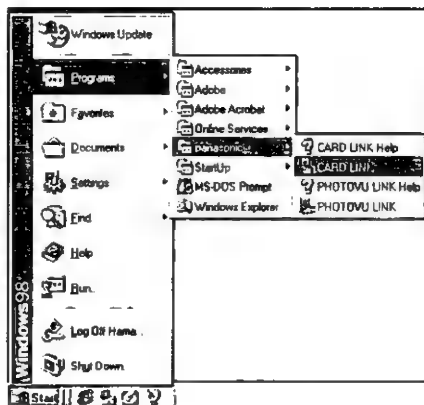 Windows Update
Programs
Favorites
Documents
Settings
Find
Help
Run...
Log Off Hama...
Shut Down...
Windows98
Start
Accessories
Adobe
Adobe Acrobat
Online Services
panasonic
StartUp
MS-DOS Prompt
Windows Explorer
CARD LINK Help
CARD LINK
PHOTOVU LINK Help
PHOTOVU LINK